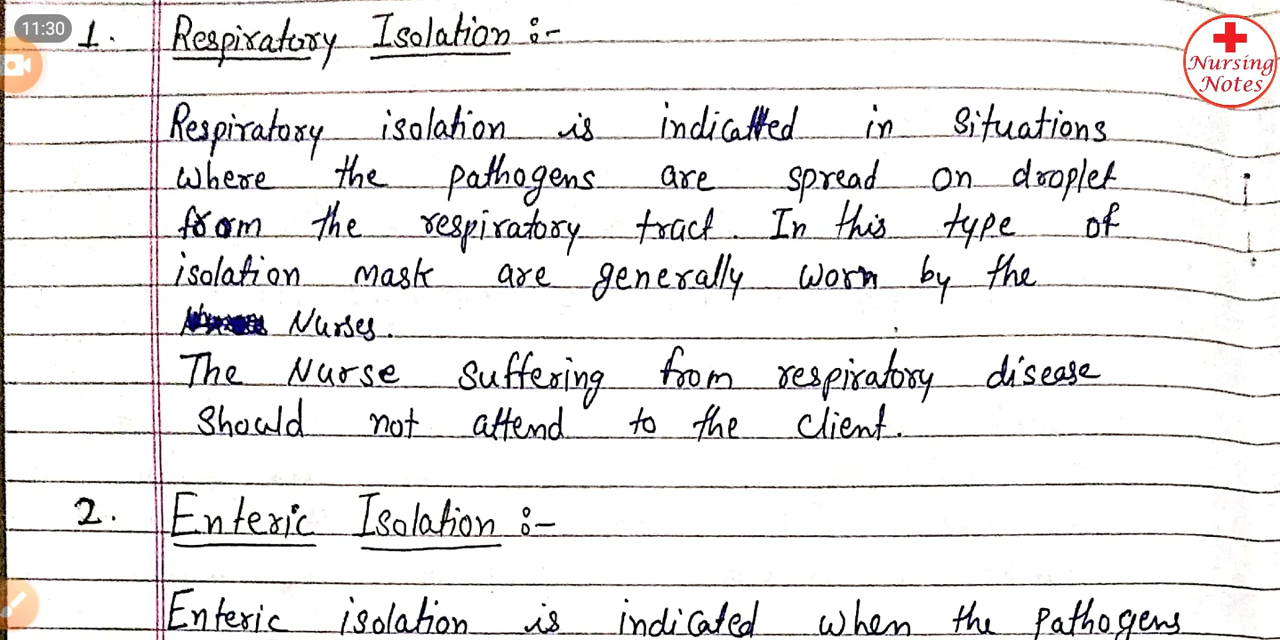 11:30
1. Respiratory Isolation :-
Nursing
Notes
Respiratory isolation is indicatted in Situations
where the pathogens are spread on droplet
from the respiratory tract. In this type of
isolation mask are generally worn by the
Nurses.
The Nurse suffering from respiratory disease
should not attend to the client.
2. Enteric Isolation :-
Enteric isolation is indicated when the pathogens